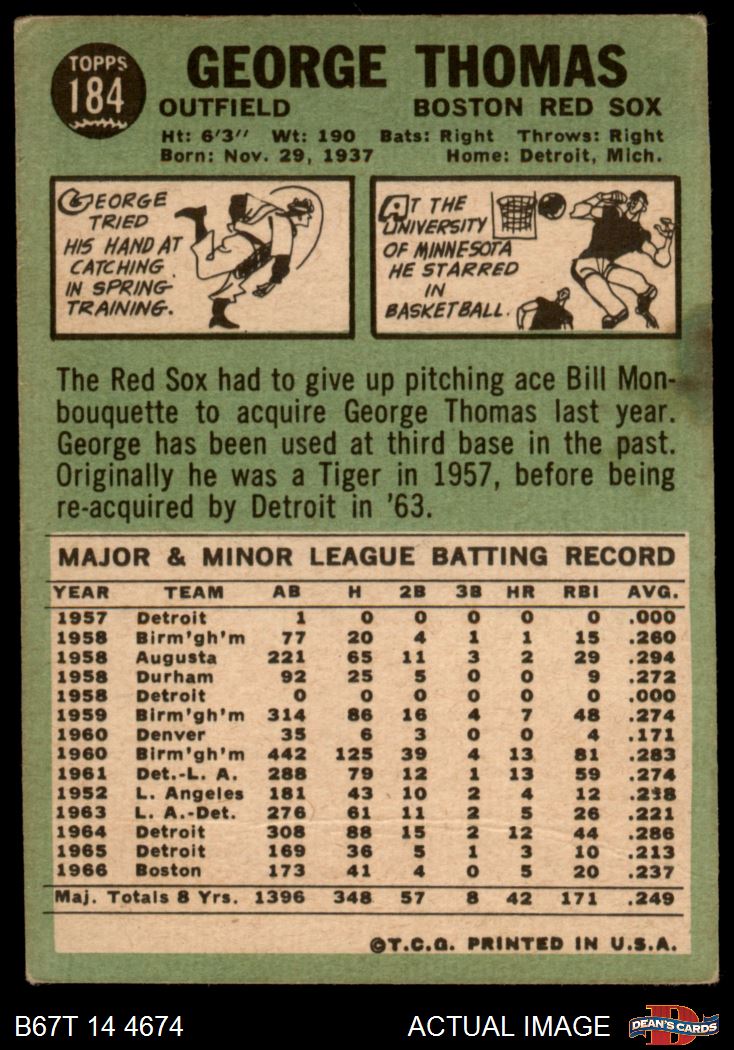 TOPPS
184
GEORGE THOMAS
OUTFIELD BOSTON RED SOX
Ht: 6'3" Wt: 190 Bats: Right Throws: Right
Born: Nov. 29, 1937 Home: Detroit, Mich.
GEORGE
TRIED
HIS HAND AT
CATCHING
IN SPRING
TRAINING.
AT THE
UNIVERSITY
OF MINNESOTA
HE STARRED
IN
BASKETBALL.
The Red Sox had to give up pitching ace Bill Mon-
bouquette to acquire George Thomas last year.
George has been used at third base in the past.
Originally he was a Tiger in 1957, before being
re-acquired by Detroit in '63.
MAJOR & MINOR LEAGUE BATTING RECORD
YEAR TEAM AB H 2B 3B HR RBI AVG.
1957 Detroit 1 0 0 0 0 0 .000
1958 Birm'gh'm 77 20 4 1 1 15 .260
1958 Augusta 221 65 11 3 2 29 .294
1958 Durham 92 25 5 0 0 9 .272
1958 Detroit 0 0 0 0 0 0 .000
1959 Birm'gh'm 314 86 16 4 7 48 .274
1960 Denver 35 6 3 0 0 4 .171
1960 Birm'gh'm 442 125 39 4 13 81 .283
1961 Det.-L. A. 288 79 12 1 13 59 .274
1952 L. Angeles 181 43 10 2 4 12 .238
1963 L. A.-Det. 276 61 11 2 5 26 .221
1964 Detroit 308 88 15 2 12 44 .286
1965 Detroit 169 36 5 1 3 10 .213
1966 Boston 173 41 4 0 5 20 .237
Maj. Totals 8 Yrs. 1396 348 57 8 42 171 .249
©T.C.G. PRINTED IN U.S.A.
B67T 14 4674 ACTUAL IMAGE D DEAN'S CARDS